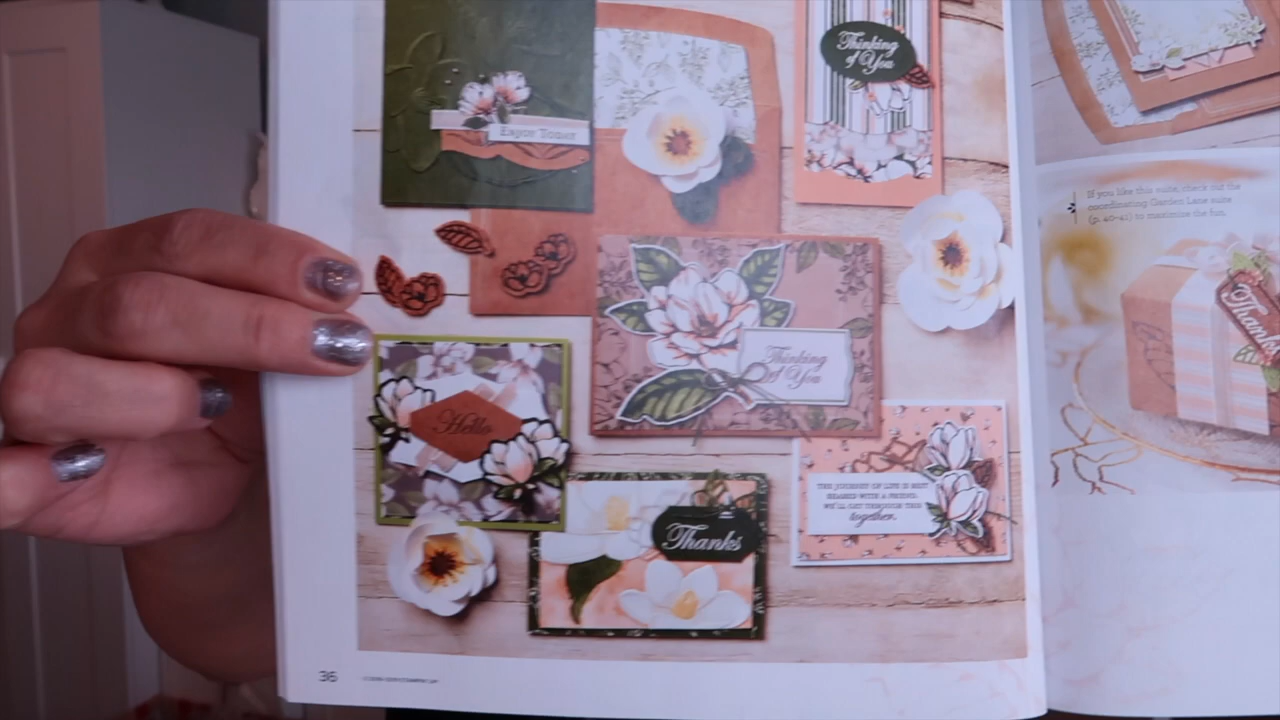 Enjoy Today
Thinking
of You
If you like this suite, check out the
coordinating Garden Lane suite
(p. 40-41) to maximize the fun.
Thinking
of You
Hello
Thanks
THE JOURNEY OF LIFE IS BEST
SHARED WITH A FRIEND.
WE'LL GET THROUGH THIS
together.
Thanks
36